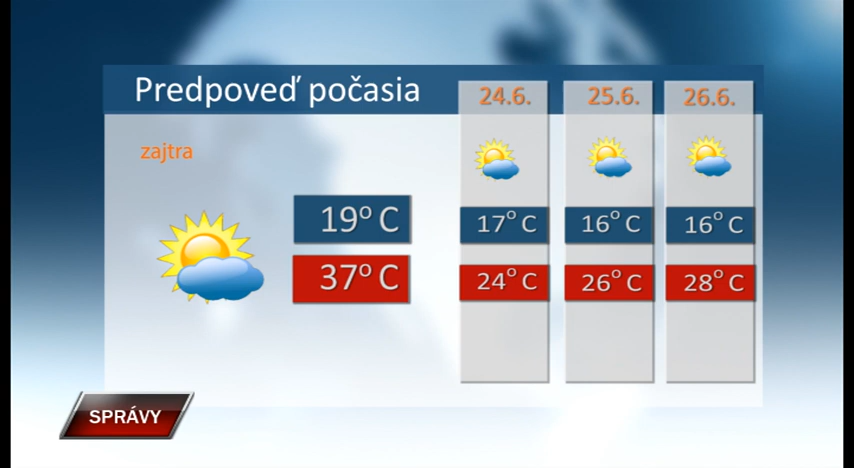 Predpoveď počasia
zajtra
19° C
37° C
24.6.
17° C
24° C
25.6.
16° C
26° C
26.6.
16° C
28° C
SPRÁVY